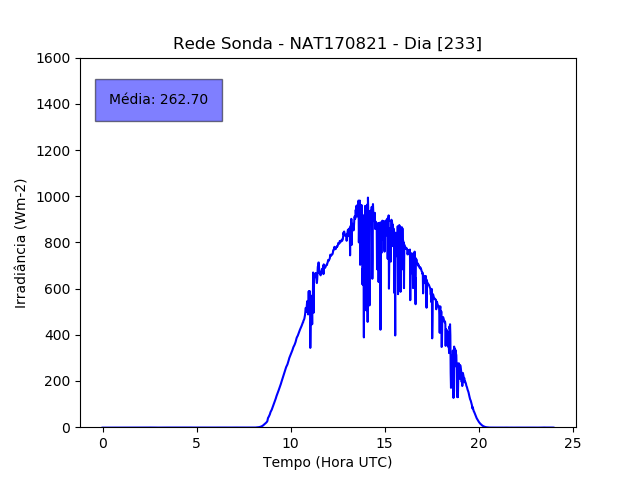 Rede Sonda - NAT170821 - Dia [233]
Média: 262.70
Irradiância (Wm-2)
1600
1400
1200
1000
800
600
400
200
0
0 5 10 15 20 25
Tempo (Hora UTC)